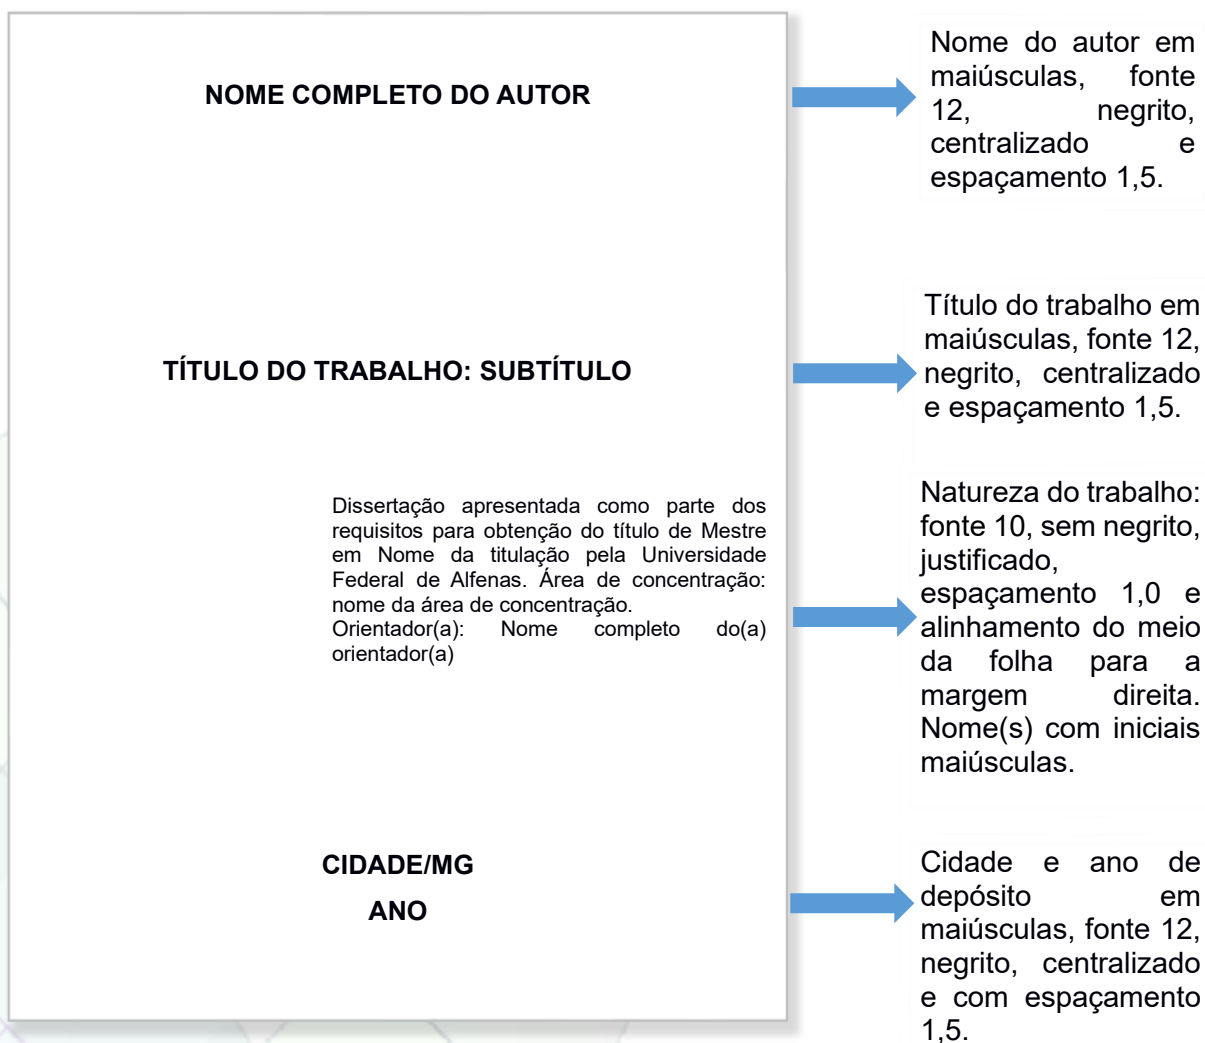 NOME COMPLETO DO AUTOR
Nome do autor em
maiúsculas, fonte
12, negrito,
centralizado e
espaçamento 1,5.
TÍTULO DO TRABALHO: SUBTÍTULO
Título do trabalho em
maiúsculas, fonte 12,
negrito, centralizado
e espaçamento 1,5.
Dissertação apresentada como parte dos
requisitos para obtenção do título de Mestre
em Nome da titulação pela Universidade
Federal de Alfenas. Área de concentração:
nome da área de concentração.
Orientador(a): Nome completo do(a)
orientador(a)
Natureza do trabalho:
fonte 10, sem negrito,
justificado,
espaçamento 1,0 e
alinhamento do meio
da folha para a
margem direita.
Nome(s) com iniciais
maiúsculas.
CIDADE/MG
ANO
Cidade e ano de
depósito em
maiúsculas, fonte 12,
negrito, centralizado
e com espaçamento
1,5.